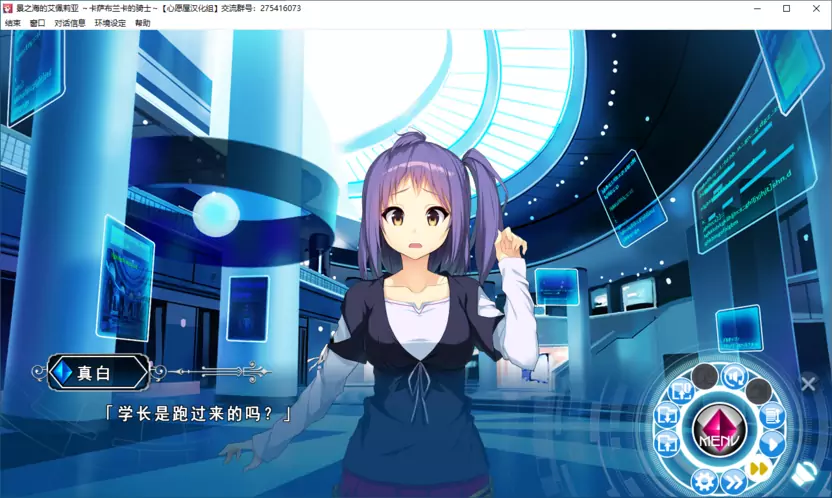 景之海的艾佩莉亚 ~卡萨布兰卡的骑士~【心愿屋汉化组】交流群号：275416073
结束 窗口 对话信息 环境设定 帮助
真白
「学长是跑过来的吗？」
MENU